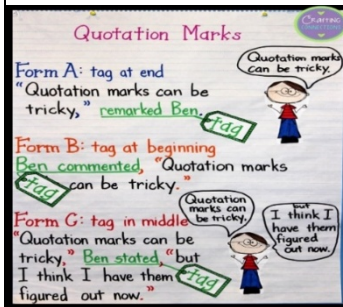 Quotation Marks
CRAFTING CONNECTIONS
Quotation marks
can be tricky.
Form A: tag at end
"Quotation marks can be
tricky," remarked Ben.
tag
Form B: tag at beginning
Ben commented, "Quotation marks
can be tricky."
tag
Quotation
marks can
be tricky,
but
I think I
have them
figured
out now.
Form C: tag in middle
"Quotation marks can be
tricky," Ben stated, "but
I think I have them
figured out now."
tag